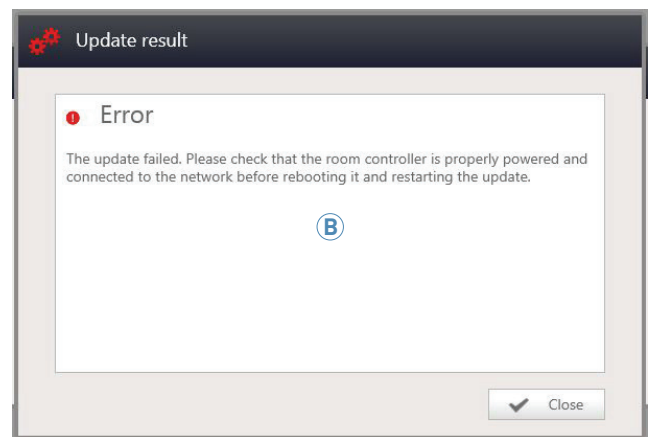 Update result
Error
The update failed. Please check that the room controller is properly powered and
connected to the network before rebooting it and restarting the update.
B
Close